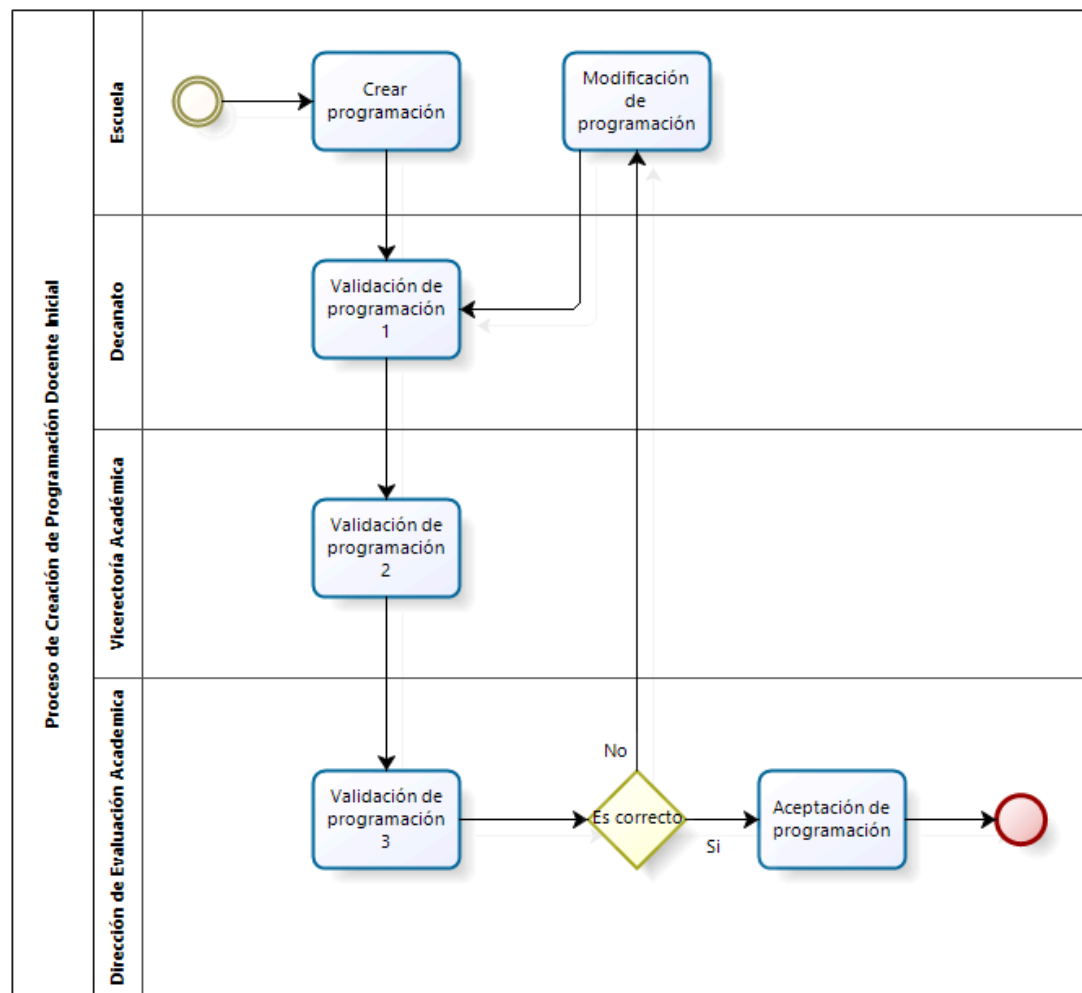 Proceso de Creación de Programación Docente Inicial
Escuela
Crear
programación
Modificación
de
programación
Decanato
Validación de
programación
1
Vicerectoría Académica
Validación de
programación
2
Dirección de Evaluación Academica
Validación de
programación
3
No
Es correcto
Si
Aceptación de
programación